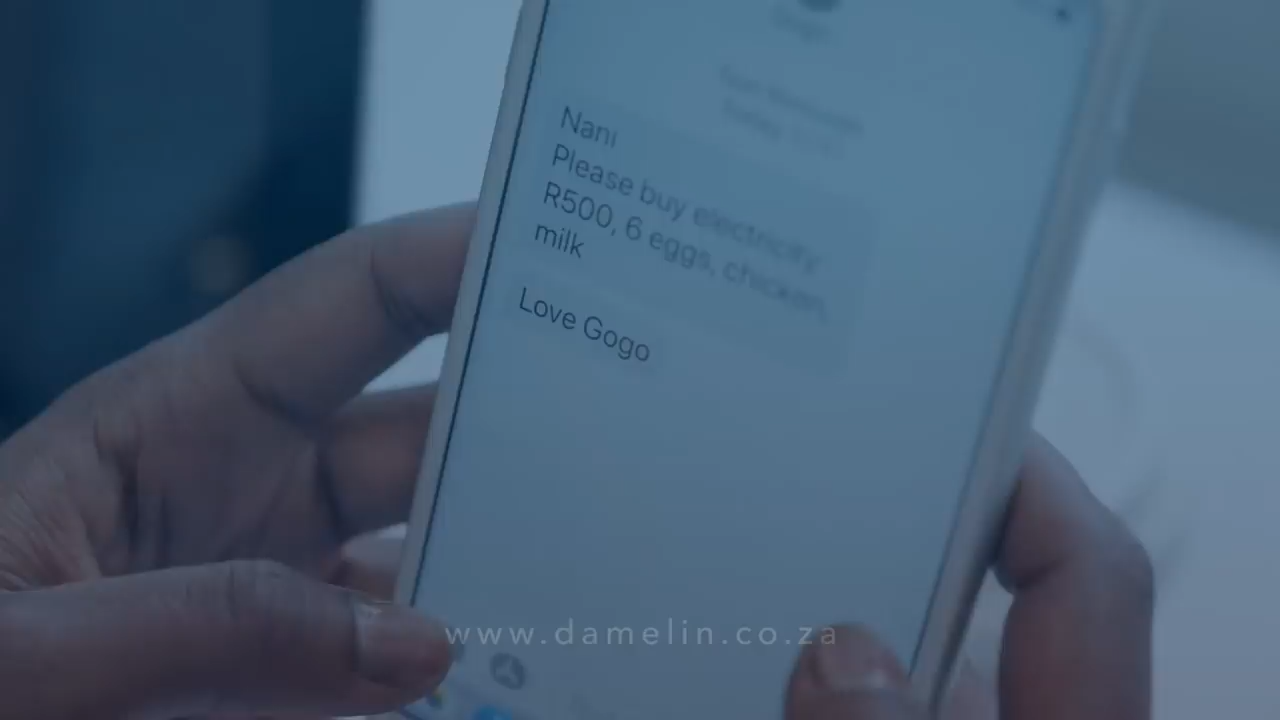 Nani
Please buy electricity
R500, 6 eggs, chicken,
milk
Love Gogo
www.damelin.co.za